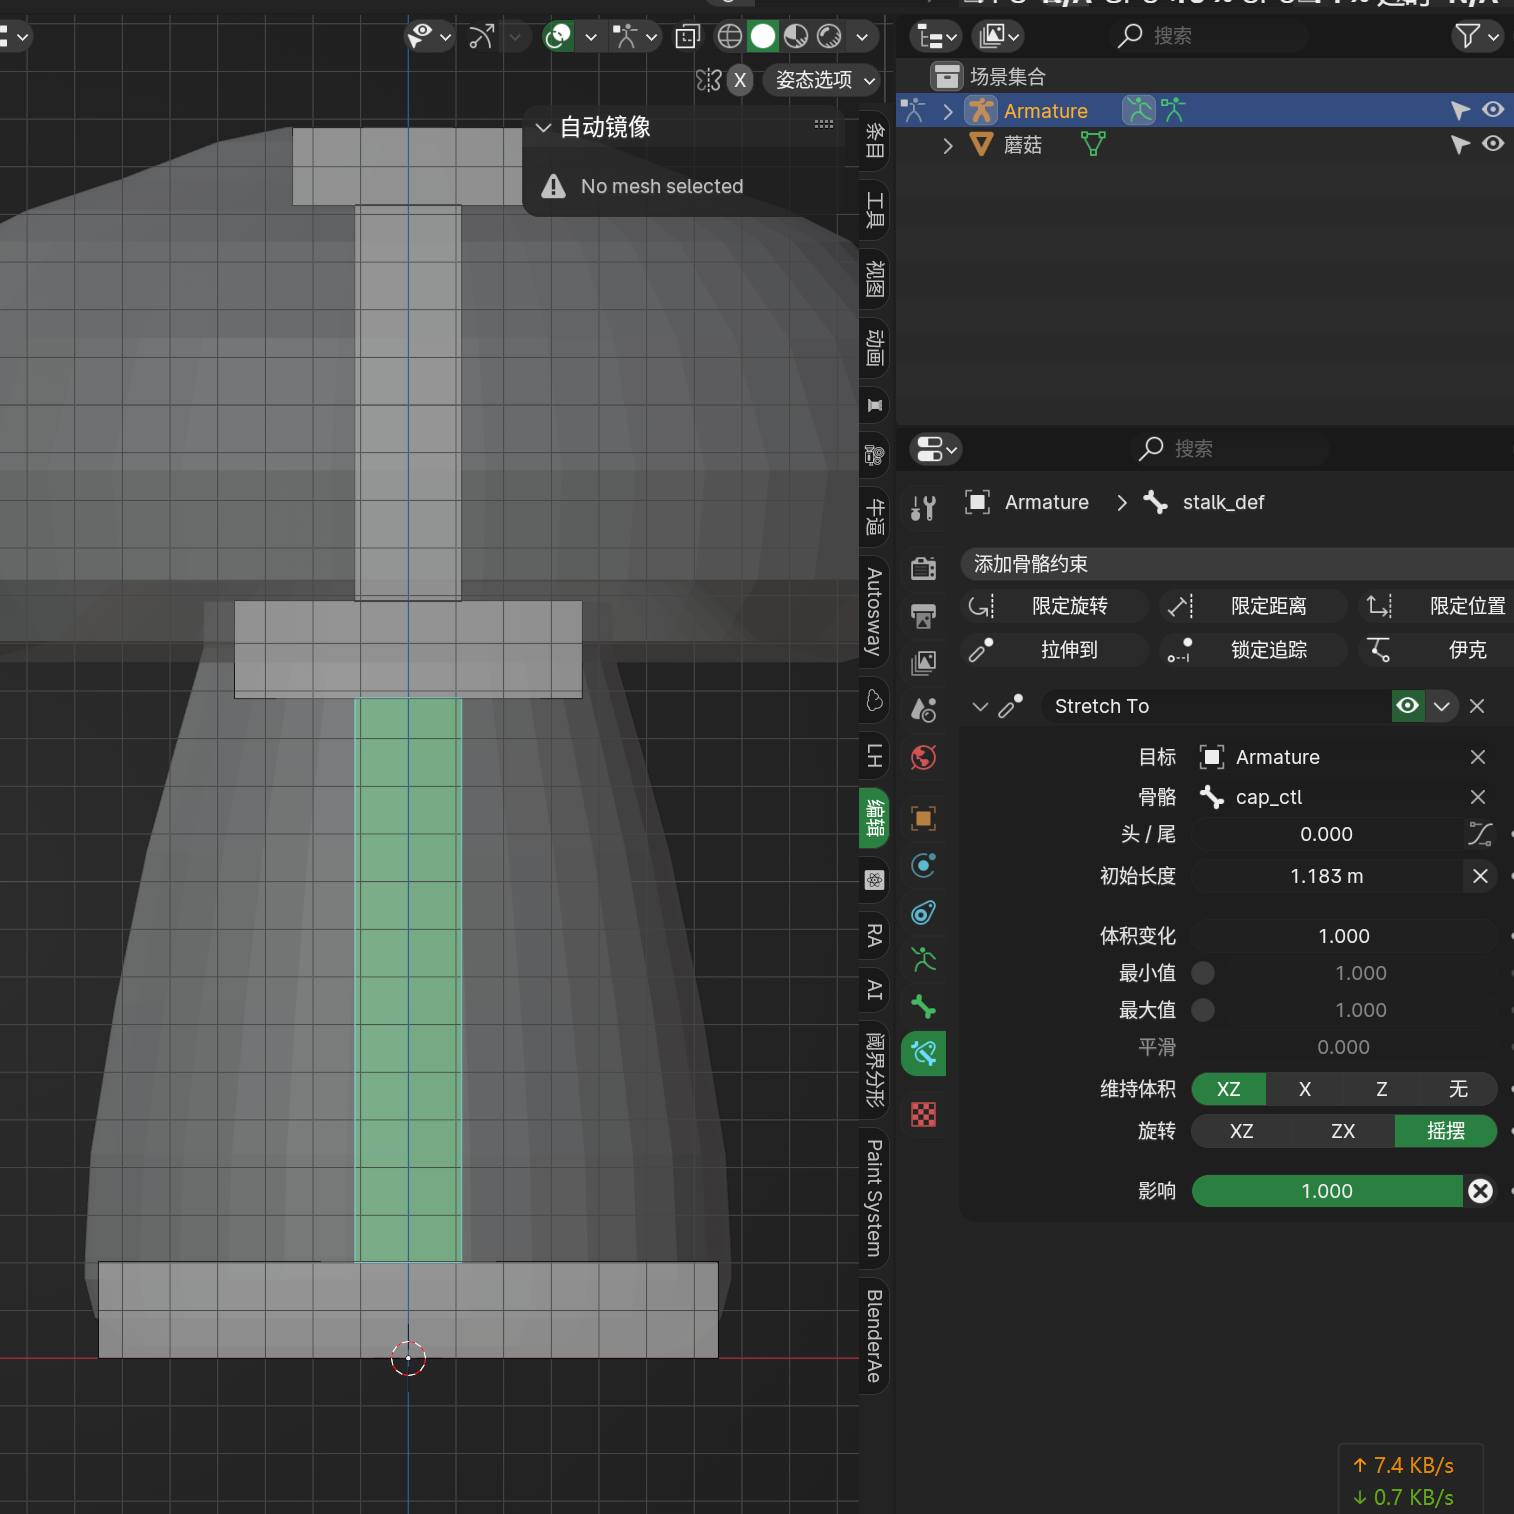 X
姿态选项
自动镜像
No mesh selected
条目
工具
视图
动画
牛逼
Autosway
LH
编辑
RA
AI
阈界分形
Paint System
BlenderAe
搜索
场景集合
Armature
蘑菇
搜索
Armature
stalk_def
添加骨骼约束
限定旋转
限定距离
限定位置
拉伸到
锁定追踪
伊克
Stretch To
目标
Armature
骨骼
cap_ctl
头 / 尾
0.000
初始长度
1.183 m
体积变化
1.000
最小值
1.000
最大值
1.000
平滑
0.000
维持体积
XZ
X
Z
无
旋转
XZ
ZX
摇摆
影响
1.000
↑ 7.4 KB/s
↓ 0.7 KB/s